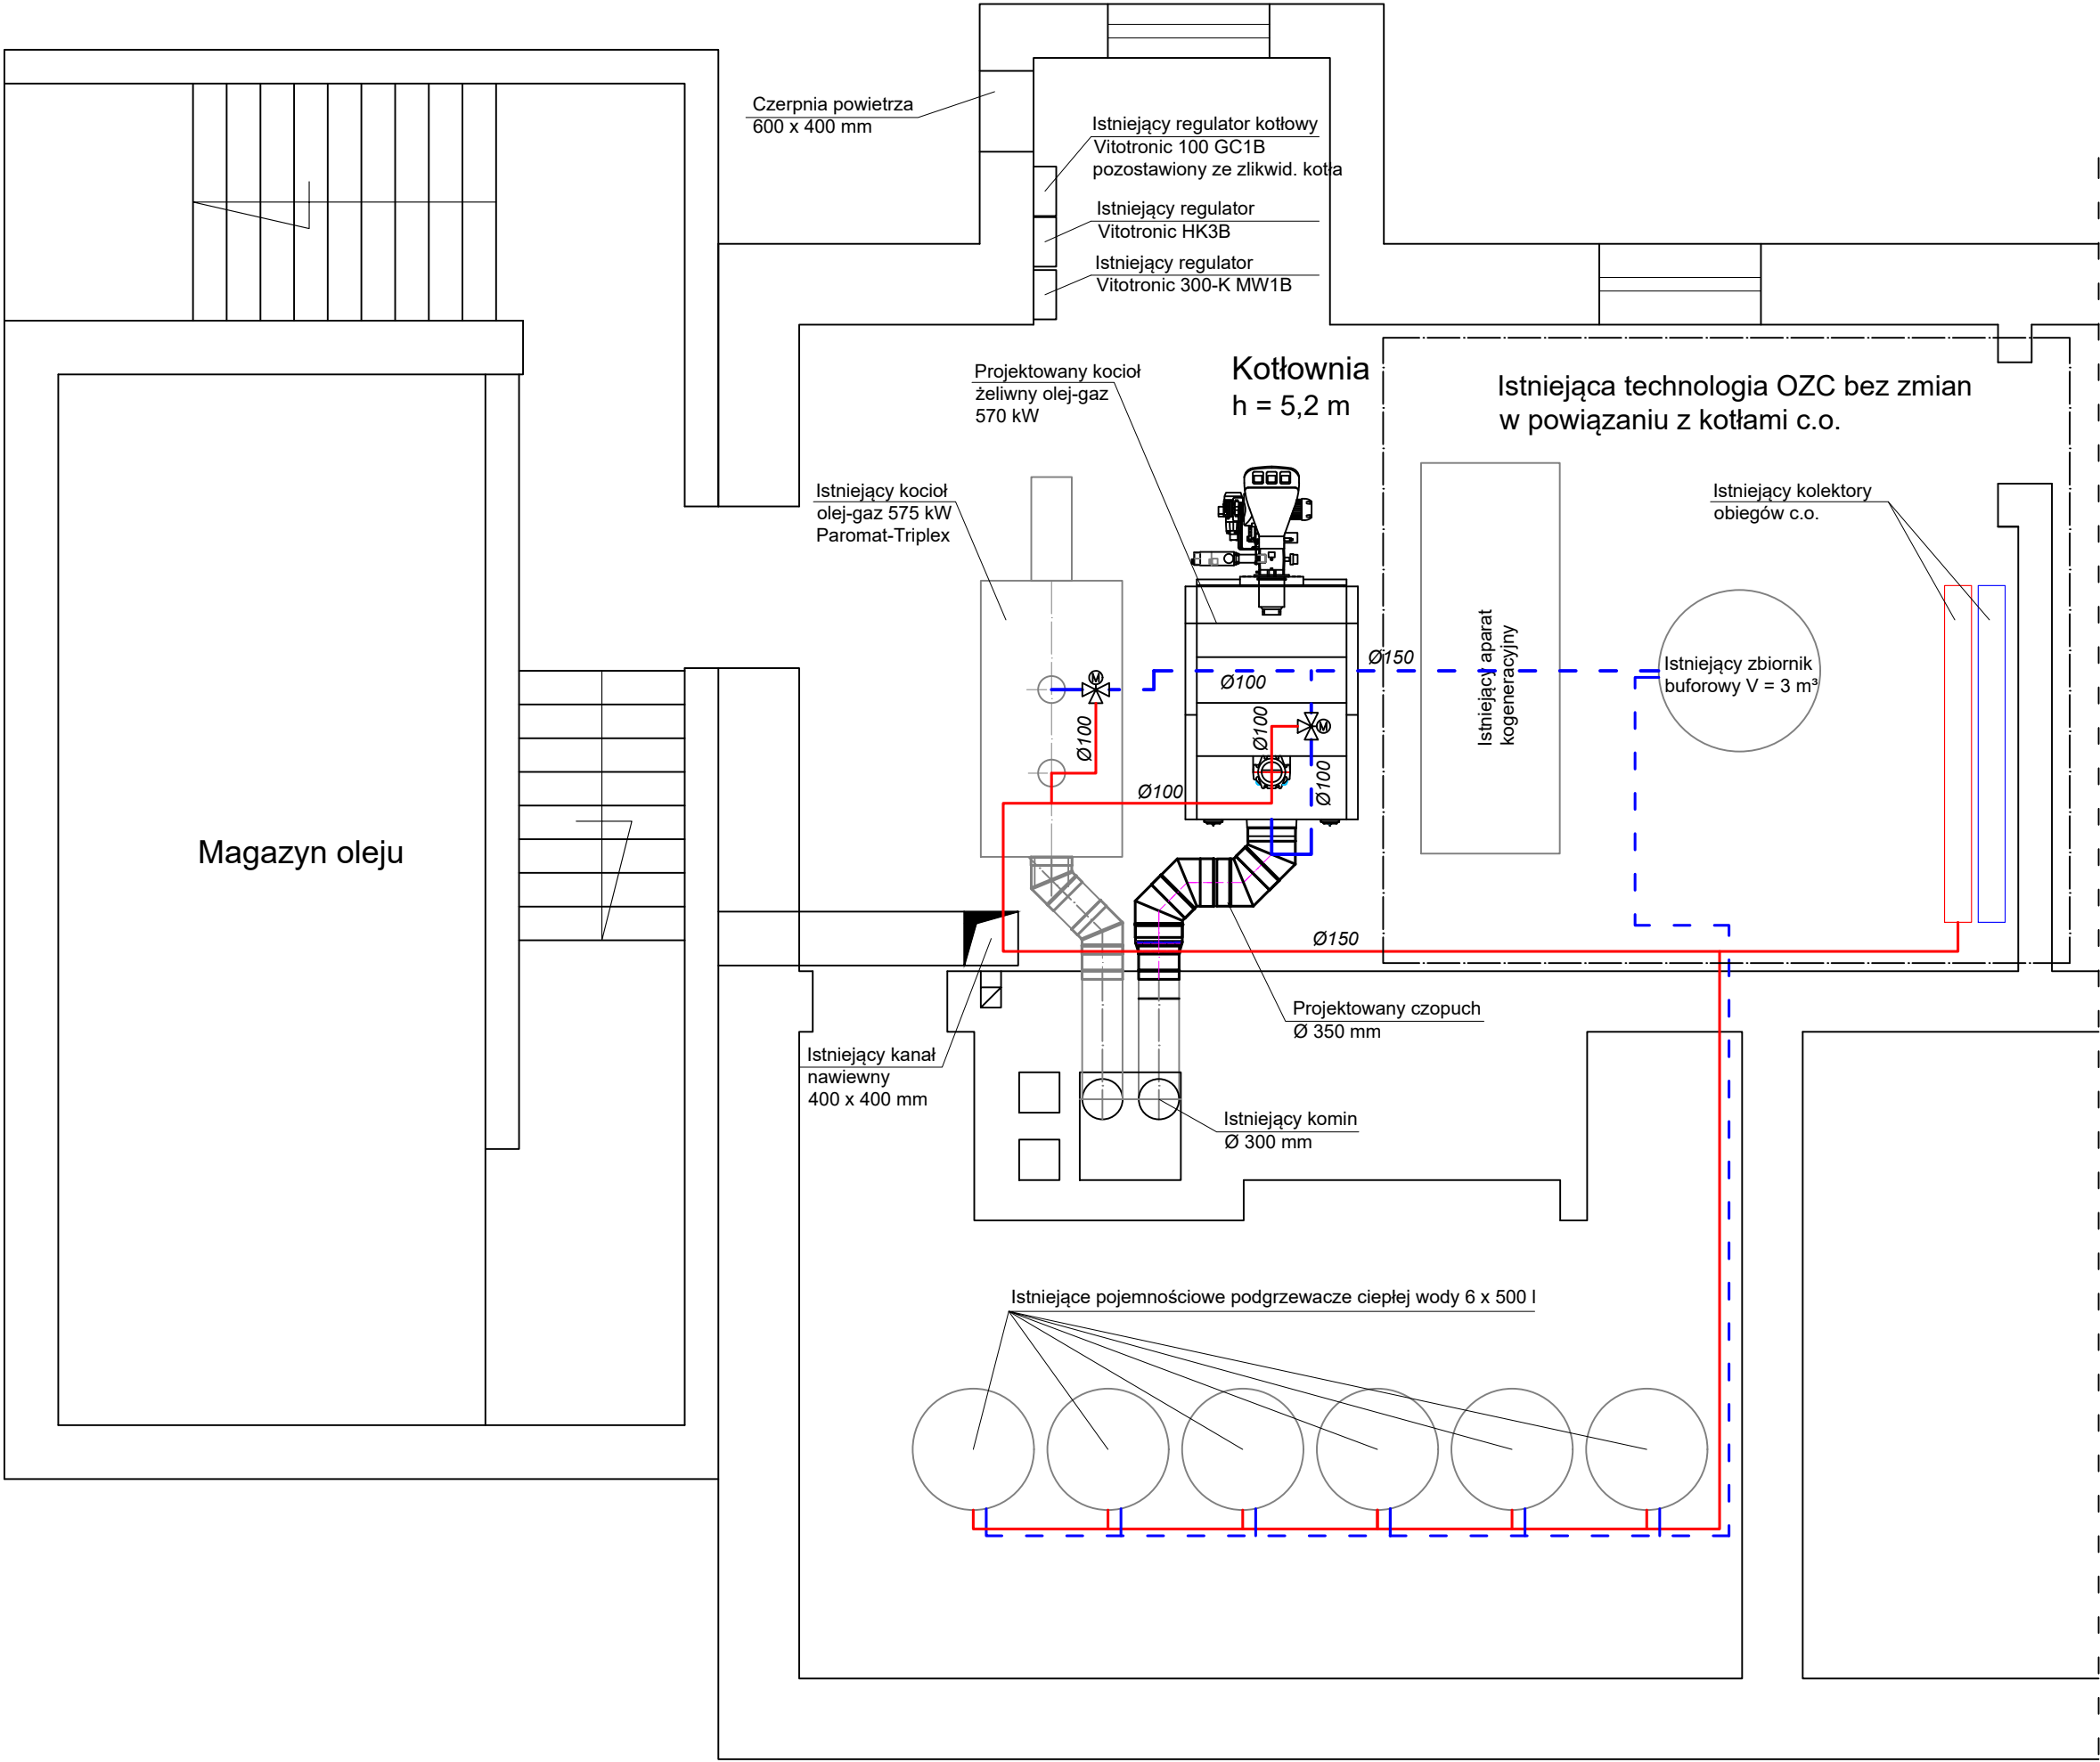 Czerpnia powietrza
600 x 400 mm
Istniejący regulator kotłowy
Vitotronic 100 GC1B
pozostawiony ze zlikwid. kotła
Istniejący regulator
Vitotronic HK3B
Istniejący regulator
Vitotronic 300-K MW1B
Projektowany kocioł
żeliwny olej-gaz
570 kW
Kotłownia
h = 5,2 m
Istniejąca technologia OZC bez zmian
w powiązaniu z kotłami c.o.
Istniejący kocioł
olej-gaz 575 kW
Paromat-Triplex
Istniejący kolektory
obiegów c.o.
Istniejący aparat
kogeneracyjny
Istniejący zbiornik
buforowy V = 3 m³
Ø150
Ø100
M
Ø100
Ø100
M
Ø100
Ø100
Magazyn oleju
Ø150
Projektowany czopuch
Ø 350 mm
Istniejący kanał
nawiewny
400 x 400 mm
Istniejący komin
Ø 300 mm
Istniejące pojemnościowe podgrzewacze ciepłej wody 6 x 500 l